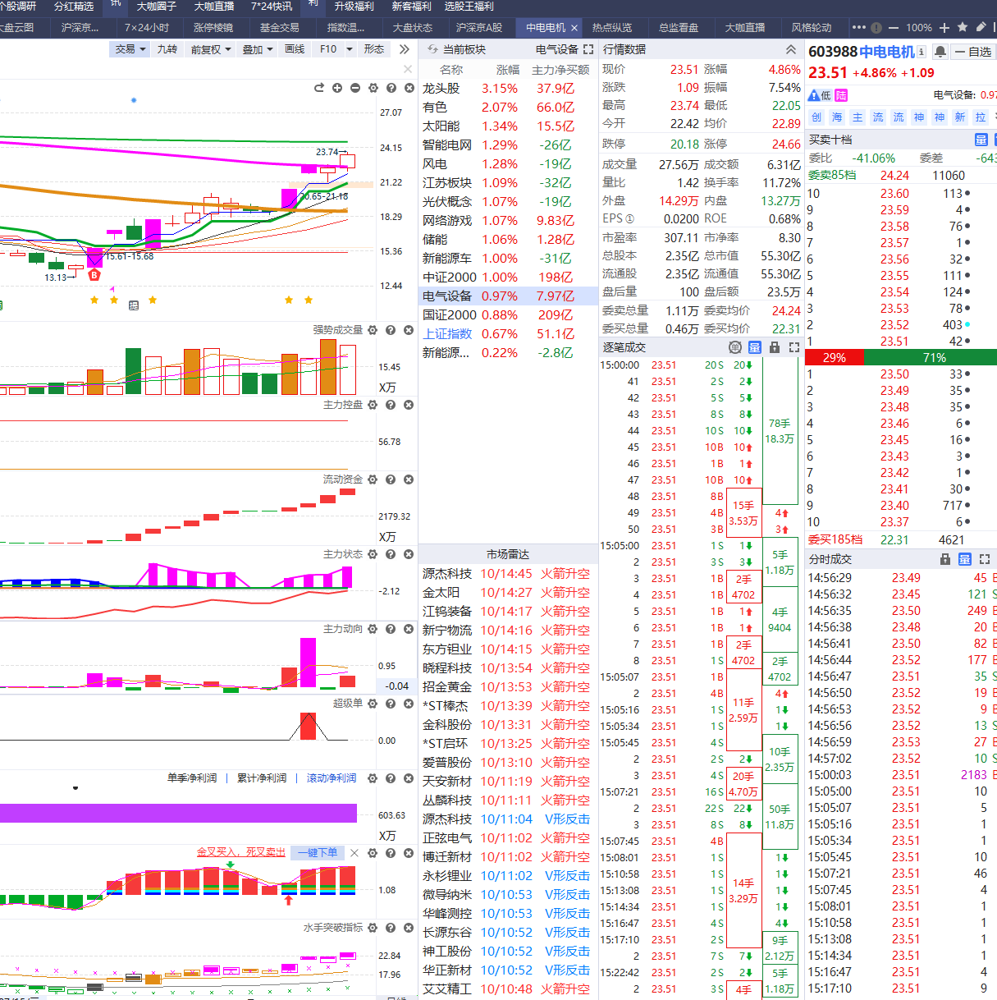 个股调研 分红精选 讯 大咖圈子 大咖直播 7*24快讯 利 升级福利 新客福利 选股王福利
大盘云图 沪深京... 7×24小时 涨停棱镜 基金交易 指数温... 大盘状态 沪深京A股 中电电机 × 热点纵览 总览看盘 大咖直播 风格轮动 ••• 100%
交易 九转 前复权 叠加 画线 F10 形态
27.07
24.15
23.74
21.22
20.65-21.18
18.29
15.36
15.61-15.68
13.13
B
12.44
强势成交量
15.45
X万
主力控盘
56.78
流动资金
2179.32
X万
主力状态
-2.12
主力动向
0.95
-0.04
超级单
0.00
单季净利润 累计净利润 滚动净利润
603.63
X万
金叉买入，死叉卖出 一键下单
1.08
水手突破指标
22.84
17.96
当前板块 电气设备
名称 涨幅 主力净买额
龙头股 3.15% 37.9亿
有色 2.07% 66.0亿
太阳能 1.34% 15.5亿
智能电网 1.29% -26亿
风电 1.28% -19亿
江苏板块 1.09% -32亿
光伏概念 1.07% -19亿
网络游戏 1.07% 9.83亿
储能 1.06% 1.28亿
新能源车 1.00% -31亿
中证2000 1.00% 198亿
电气设备 0.97% 7.97亿
国证2000 0.88% 209亿
上证指数 0.67% 51.1亿
新能源... 0.22% -2.8亿
市场雷达
源杰科技 10/14:45 火箭升空
金太阳 10/14:27 火箭升空
江钨装备 10/14:17 火箭升空
新宁物流 10/14:16 火箭升空
东方钽业 10/14:15 火箭升空
晓程科技 10/13:54 火箭升空
招金黄金 10/13:53 火箭升空
*ST棒杰 10/13:39 火箭升空
金科股份 10/13:31 火箭升空
*ST启环 10/13:25 火箭升空
爱普股份 10/13:10 火箭升空
天安新材 10/11:19 火箭升空
丛麟科技 10/11:11 火箭升空
源杰科技 10/11:04 V形反击
正弦电气 10/11:02 火箭升空
博迁新材 10/11:02 火箭升空
永杉锂业 10/11:02 V形反击
微导纳米 10/10:53 V形反击
华峰测控 10/10:53 V形反击
长源东谷 10/10:52 V形反击
神工股份 10/10:52 V形反击
华正新材 10/10:52 V形反击
艾艾精工 10/10:48 火箭升空
行情数据
现价 23.51 涨幅 4.86%
涨跌 1.09 振幅 7.54%
最高 23.74 最低 22.05
今开 22.42 均价 22.89
跌停 20.18 涨停 24.66
成交量 27.56万 成交额 6.31亿
量比 1.42 换手率 11.72%
外盘 14.29万 内盘 13.27万
EPS ① 0.0200 ROE 0.68%
市盈率 307.11 市净率 8.30
总股本 2.35亿 总市值 55.30亿
流通股 2.35亿 流通值 55.30亿
盘后量 100 盘后额 23.5万
委卖总量 1.11万 委卖均价 24.24
委买总量 0.46万 委买均价 22.31
逐笔成交 单 量
15:00:00 23.51 20 S 20
41 23.51 2 S 2
42 23.51 5 S 5
43 23.51 8 S 8
44 23.51 10 S 10
45 23.51 10 B 10
46 23.51 1 B 1
47 23.51 10 B 10
48 23.51 8 B
49 23.51 4 B 4
50 23.51 3 B 3
15:05:00 23.51 1 S 1
2 23.51 3 S 3
3 23.51 1 B
4 23.51 1 B
5 23.51 1 B 1
6 23.51 1 B 1
7 23.51 1 B
8 23.51 1 S
15:05:07 23.51 1 B
2 23.51 4 B 4
15:05:16 23.51 1 S 1
15:05:34 23.51 1 S 1
15:05:45 23.51 4 S
2 23.51 2 S 2
3 23.51 4 S
15:07:21 23.51 16 S
2 23.51 22 S 22
3 23.51 8 S 8
15:07:45 23.51 4 B
15:08:01 23.51 1 S 1
15:10:58 23.51 1 S 1
15:13:08 23.51 1 S 1
15:14:34 23.51 1 S 1
15:16:47 23.51 4 S 4
15:17:10 23.51 2 S
2 23.51 7 S 7
15:22:42 23.51 2 S 2
2 23.51 3 S
78手
18.3万
15手
3.53万
5手
1.18万
2手
4702
4手
9404
2手
4702
2手
4702
11手
2.59万
10手
2.35万
20手
4.70万
50手
11.8万
14手
3.29万
9手
2.12万
5手
1.18万
4手
603988 中电电机 自选
23.51 +4.86% +1.09
低 陆 电气设备: 0.97
创 海 主 流 流 神 神 新 拉
买卖十档 量
委比 -41.06% 委差 -643
委卖85档 24.24 11060
10 23.60 113
9 23.59 4
8 23.58 76
7 23.57 1
6 23.56 32
5 23.55 111
4 23.54 124
3 23.53 78
2 23.52 403
1 23.51 42
29% 71%
1 23.50 33
2 23.49 35
3 23.48 35
4 23.46 6
5 23.45 16
6 23.43 3
7 23.42 1
8 23.41 30
9 23.40 717
10 23.37 6
委买185档 22.31 4621
分时成交 量
14:56:29 23.49 45 B
14:56:32 23.45 121 S
14:56:35 23.50 249 B
14:56:38 23.48 20 B
14:56:41 23.50 82 B
14:56:44 23.52 177 B
14:56:47 23.51 35 S
14:56:50 23.52 19 B
14:56:53 23.52 9 B
14:56:56 23.52 13 S
14:56:59 23.53 27 B
14:57:02 23.52 10 S
15:00:03 23.51 2183 B
15:05:00 23.51 10
15:05:07 23.51 5
15:05:16 23.51 1
15:05:34 23.51 1
15:05:45 23.51 10
15:07:21 23.51 46
15:07:45 23.51 4
15:08:01 23.51 1
15:10:58 23.51 1
15:13:08 23.51 1
15:14:34 23.51 1
15:16:47 23.51 4
15:17:10 23.51 9